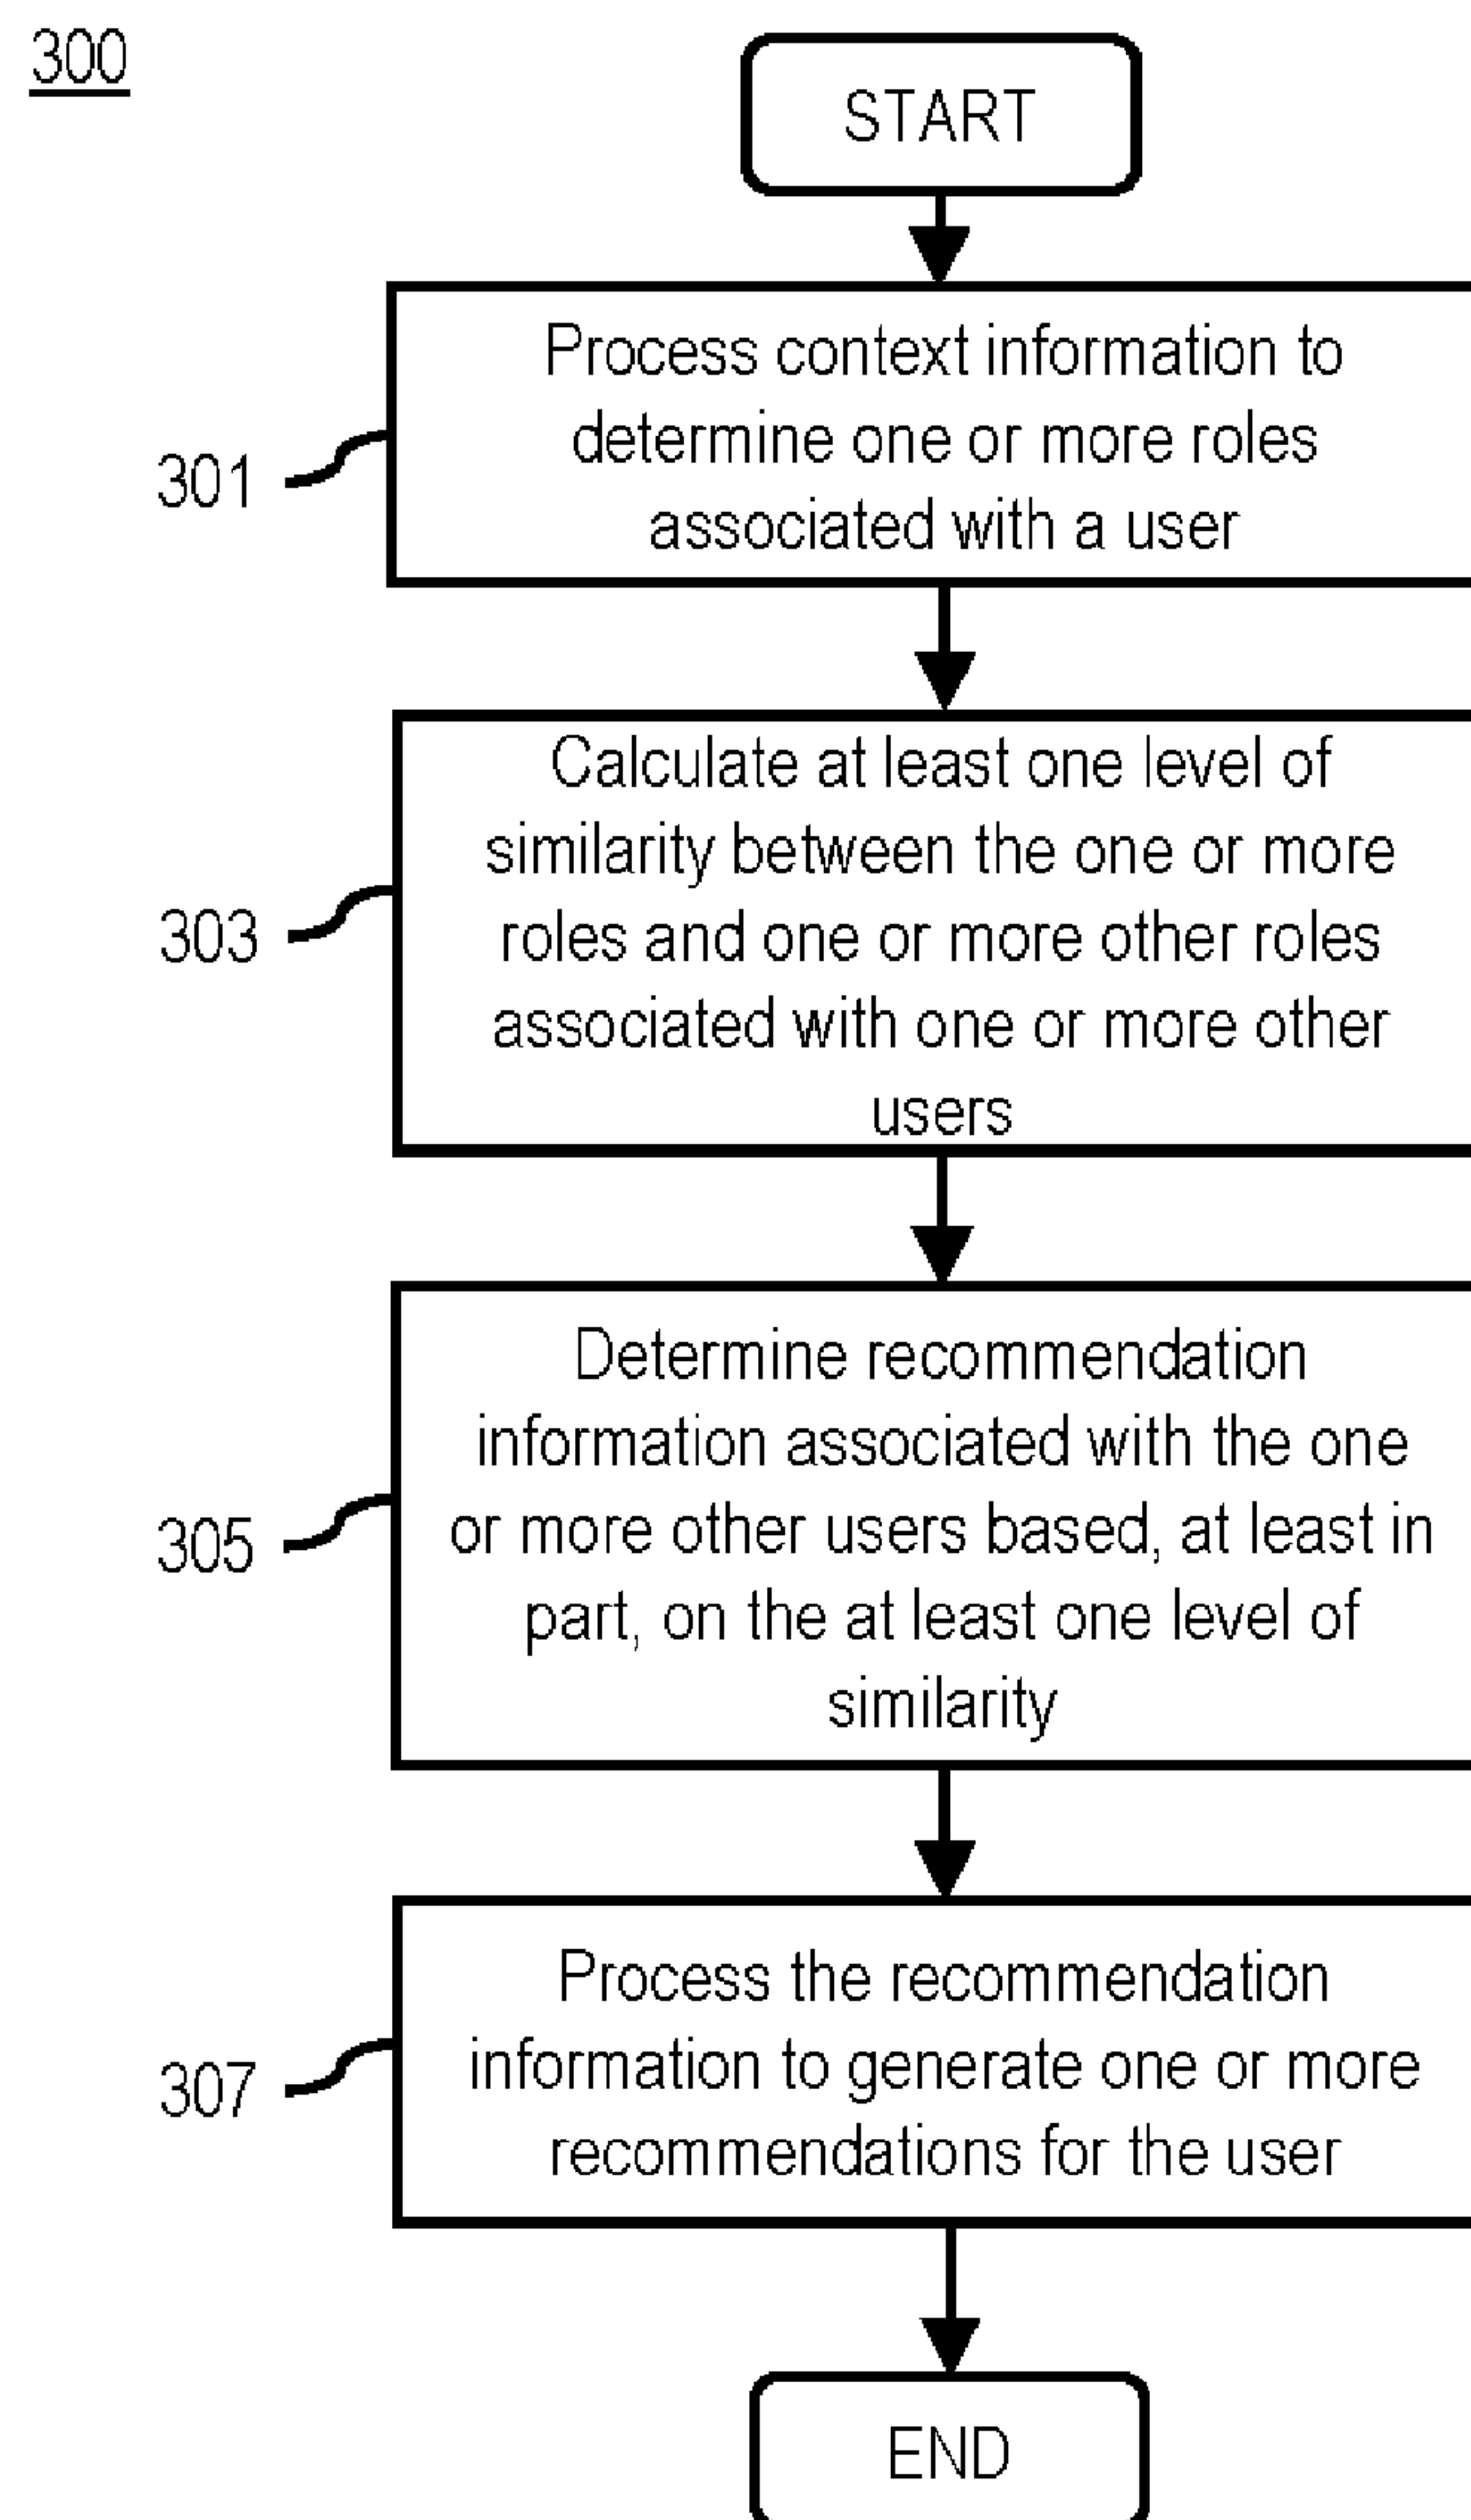 300
START
Process context information to
determine one or more roles
associated with a user
301
Calculate at least one level of
similarity between the one or more
roles and one or more other roles
associated with one or more other
users
303
Determine recommendation
information associated with the one
or more other users based, at least in
part, on the at least one level of
similarity
305
Process the recommendation
information to generate one or more
recommendations for the user
307
END